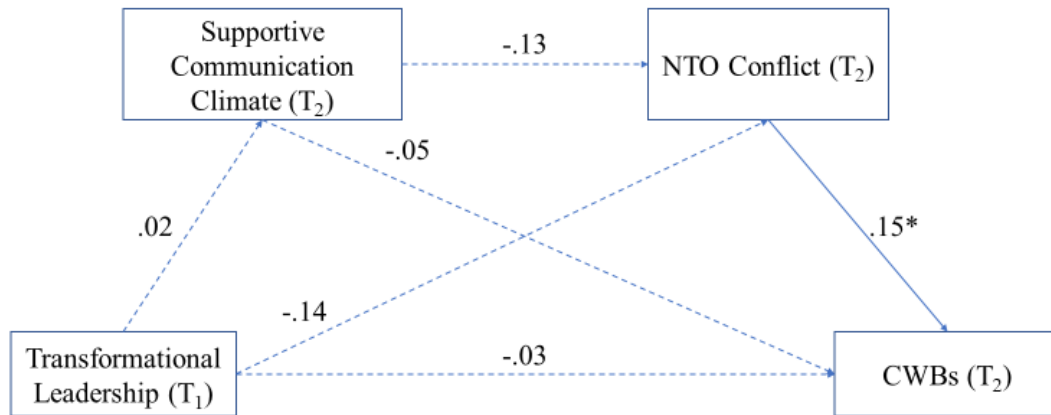 Supportive
Communication
Climate (T₂)
-.13
NTO Conflict (T₂)
-.05
.02
.15*
-.14
-.03
Transformational
Leadership (T₁)
CWBs (T₂)